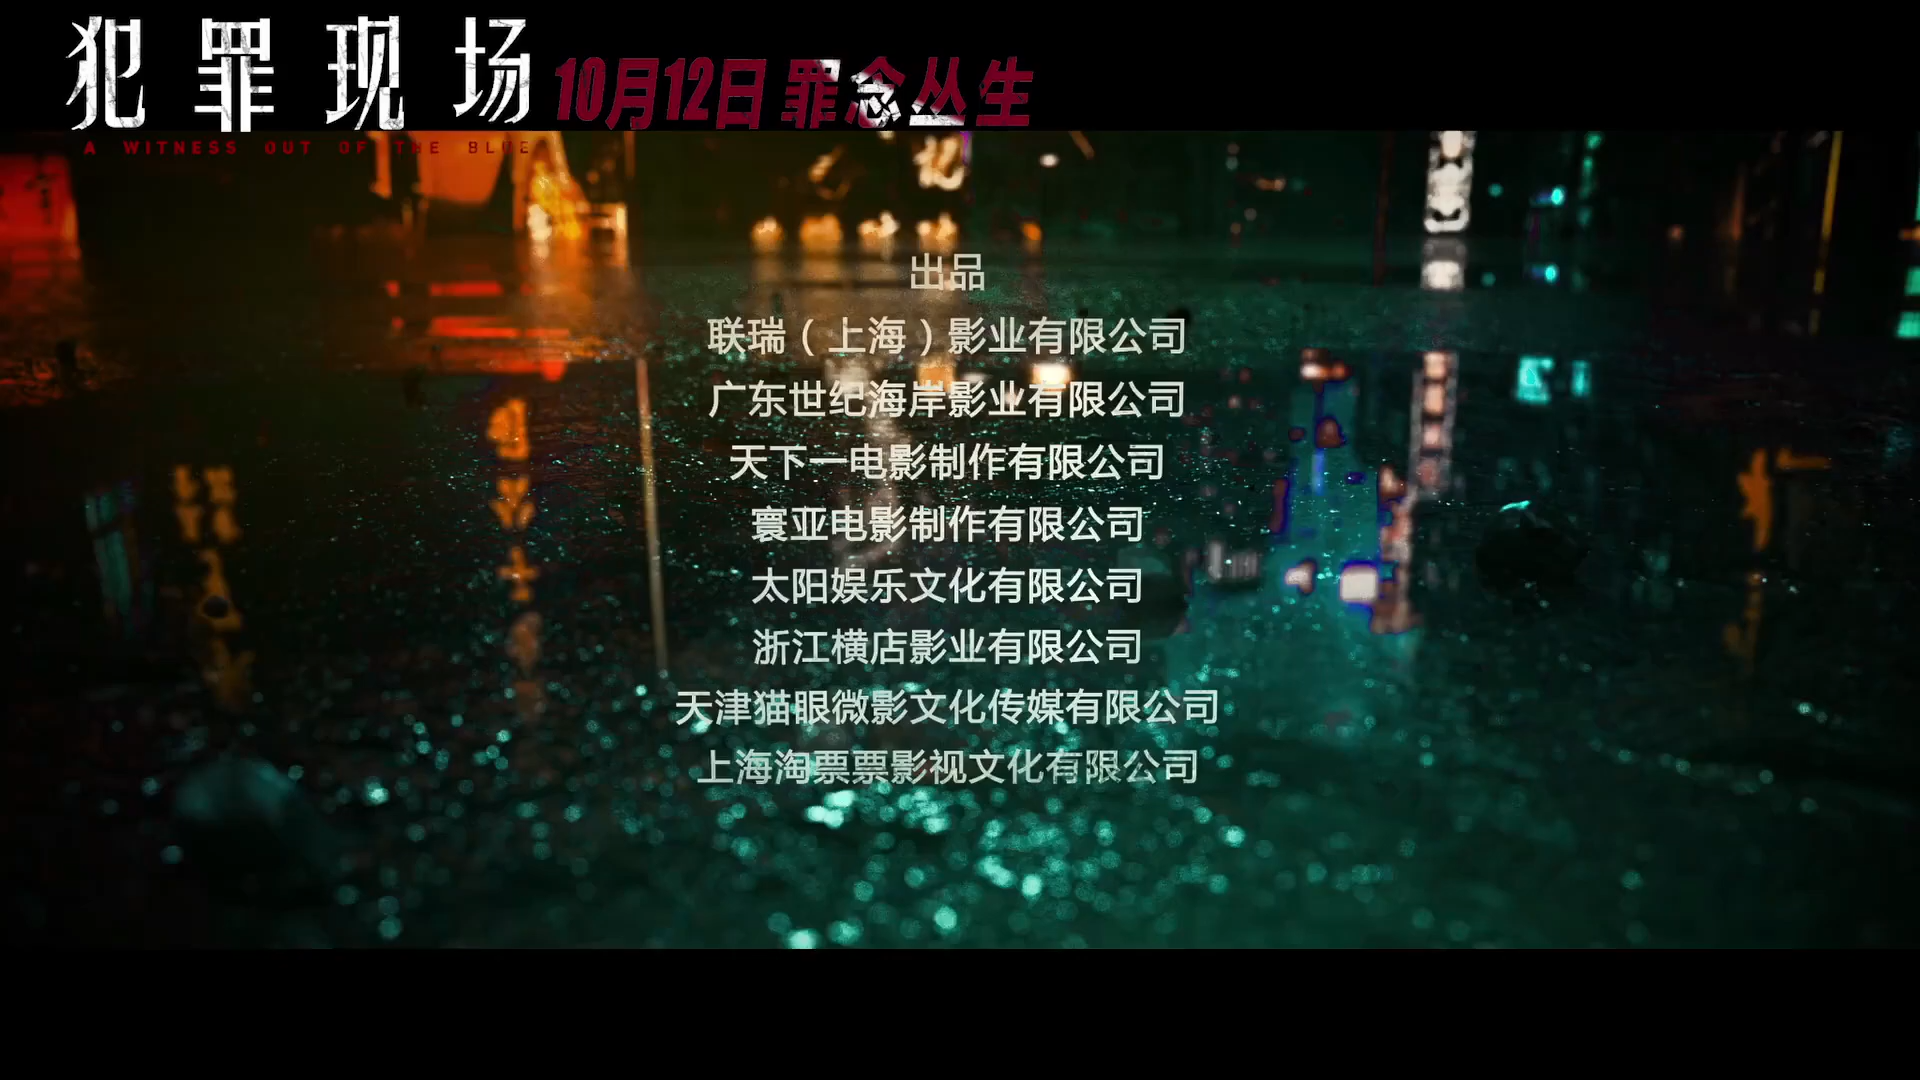 犯罪现场
10月12日 罪念丛生
A WITNESS OUT OF THE BLUE
出品
联瑞（上海）影业有限公司
广东世纪海岸影业有限公司
天下一电影制作有限公司
寰亚电影制作有限公司
太阳娱乐文化有限公司
浙江横店影业有限公司
天津猫眼微影文化传媒有限公司
上海淘票票影视文化有限公司